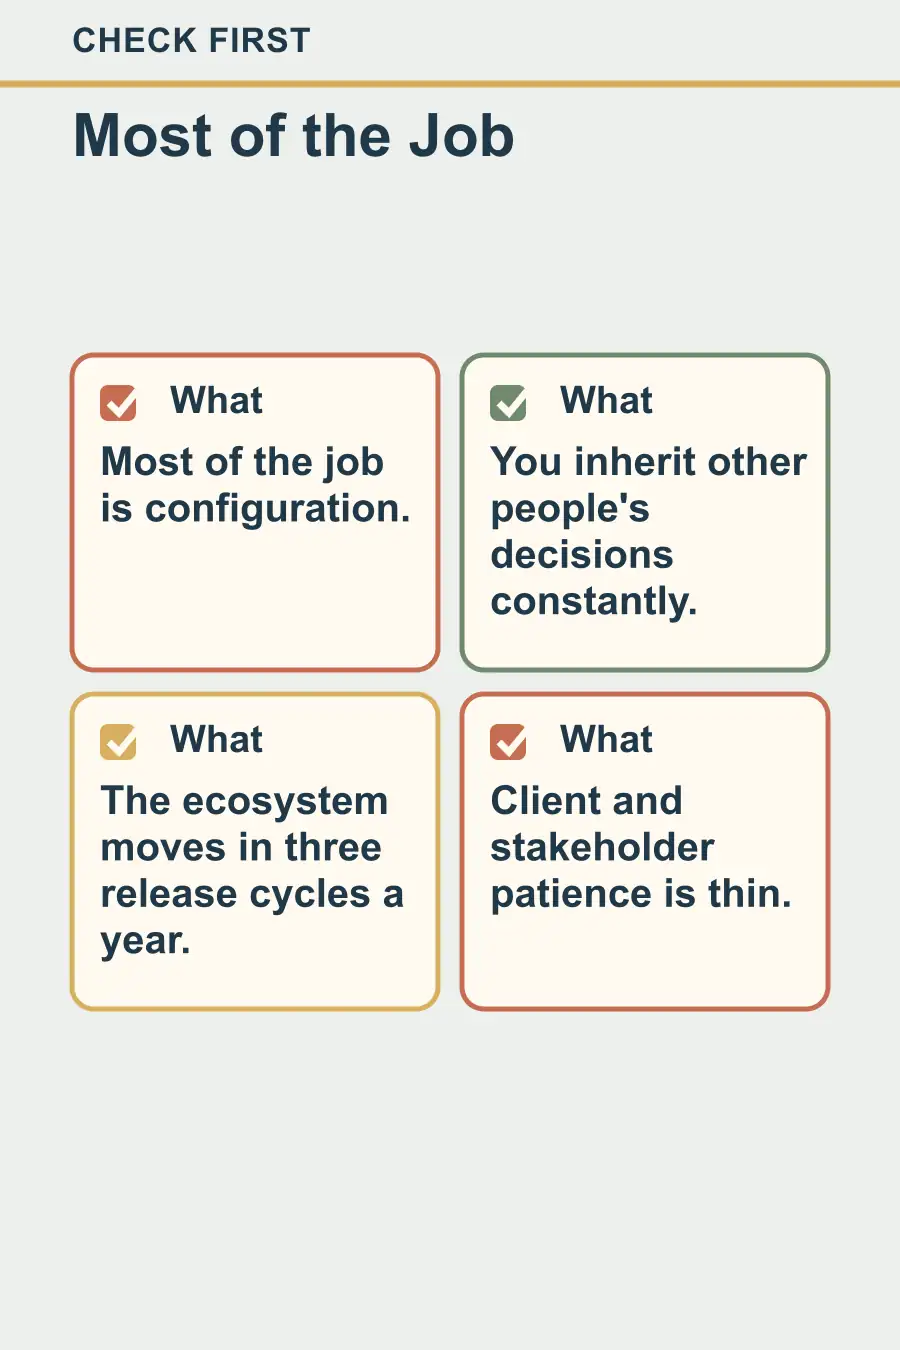 CHECK FIRST
Most of the Job
What
Most of the job
is configuration.
What
You inherit other
people's
decisions
constantly.
What
The ecosystem
moves in three
release cycles a
year.
What
Client and
stakeholder
patience is thin.